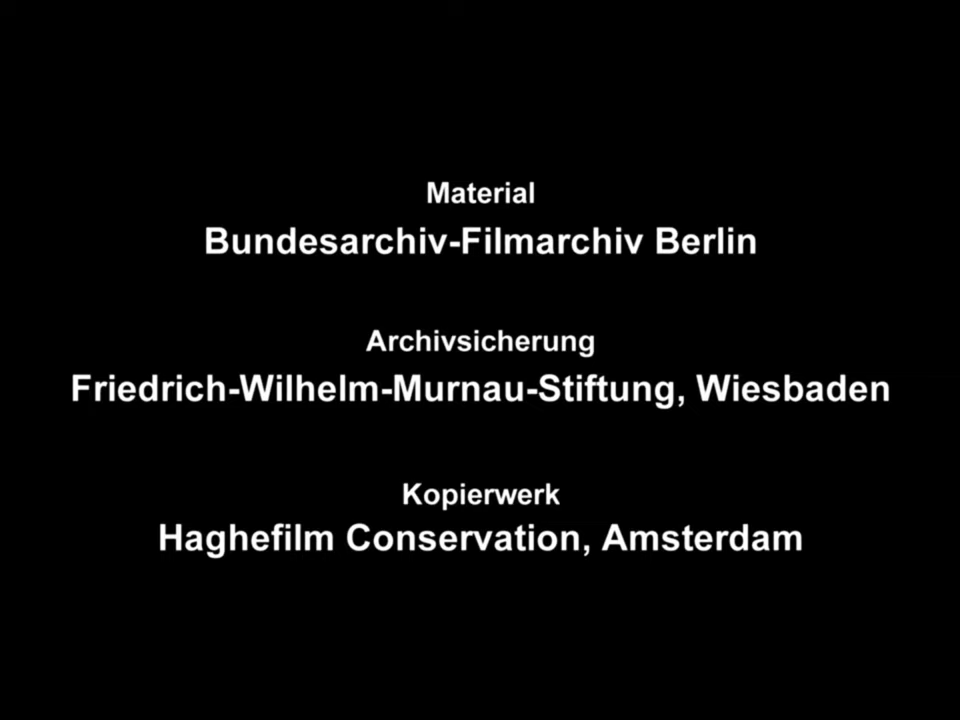 Material
Bundesarchiv-Filmarchiv Berlin
Archivsicherung
Friedrich-Wilhelm-Murnau-Stiftung, Wiesbaden
Kopierwerk
Haghefilm Conservation, Amsterdam